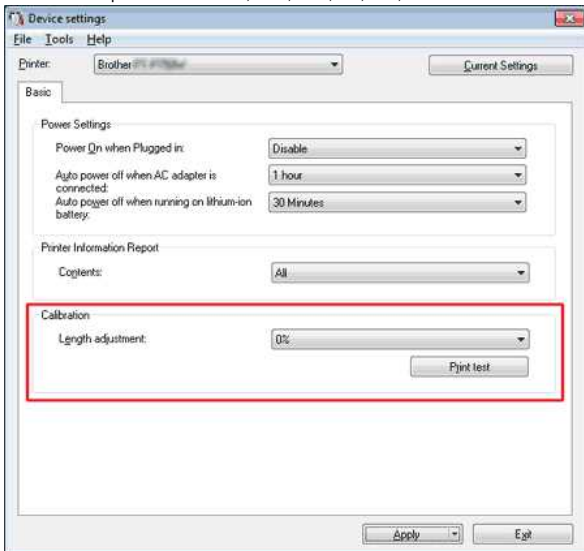 Device settings
File Tools Help
Printer: Brother Current Settings
Basic
Power Settings
Power On when Plugged in: Disable
Auto power off when AC adapter is connected: 1 hour
Auto power off when running on lithium-ion battery: 30 Minutes
Printer Information Report
Contents: All
Calibration
Length adjustment: 0%
Print test
Apply Exit